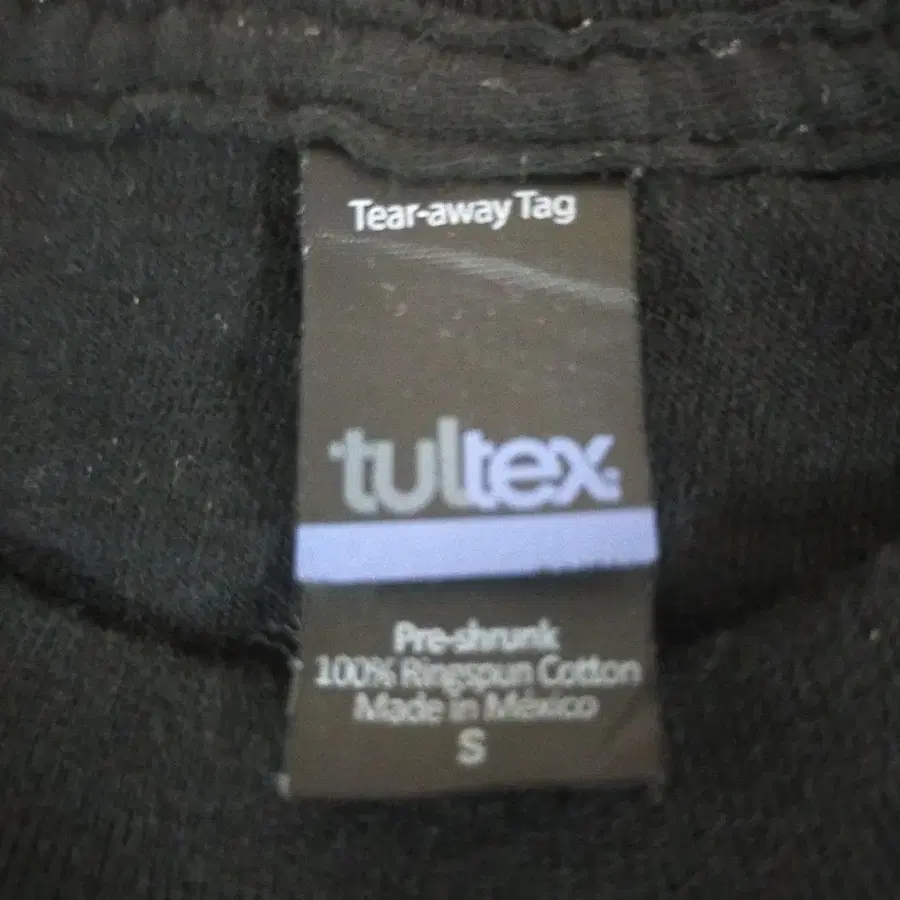 Tear-away Tag
tultex
Pre-shrunk
100% Ringspun Cotton
Made in México
S